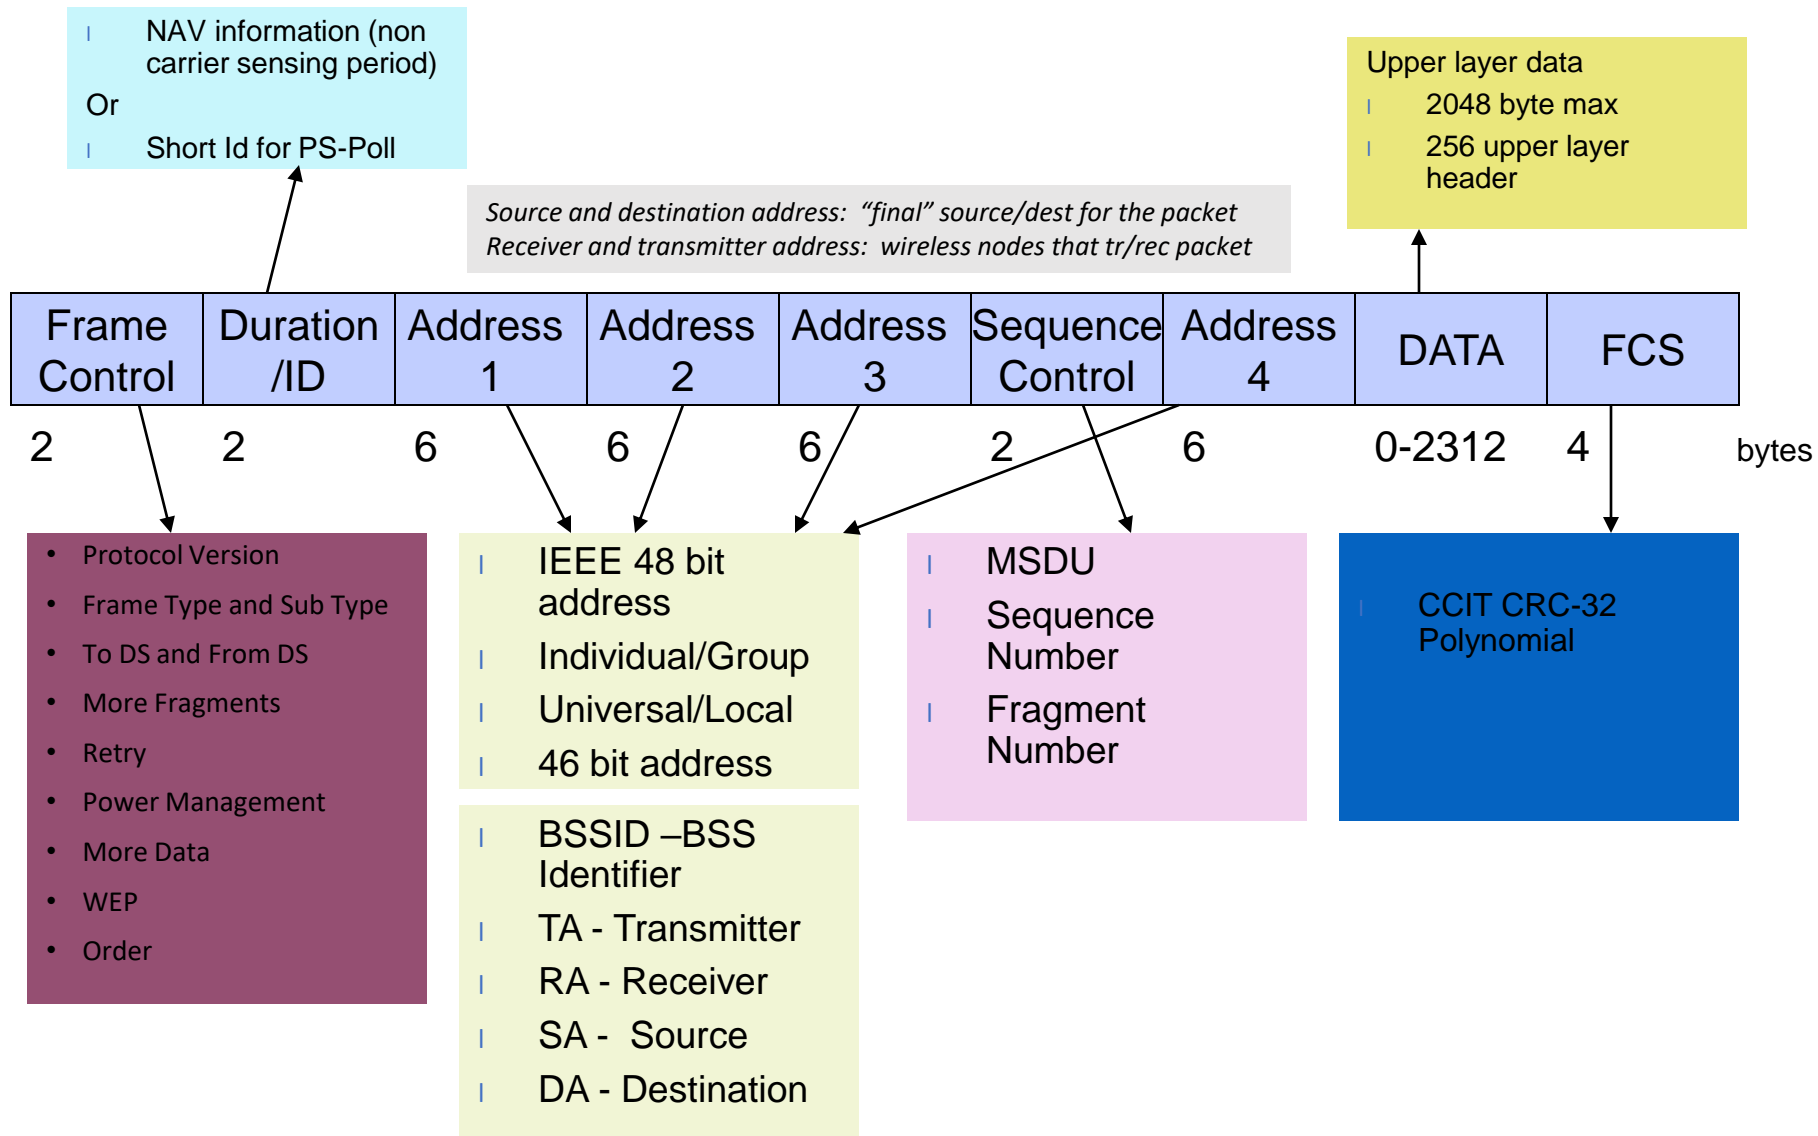 NAV information (non
carrier sensing period)
Or
Short Id for PS-Poll
Upper layer data
2048 byte max
256 upper layer
header
Source and destination address:  “final” source/dest for the packet
Receiver and transmitter address:  wireless nodes that tr/rec packet
Frame
Control
Duration
/ID
Address
1
Address
2
Address
3
Sequence
Control
Address
4
DATA
FCS
2 2 6 6 6 2 6 0-2312 4 bytes
• Protocol Version
• Frame Type and Sub Type
• To DS and From DS
• More Fragments
• Retry
• Power Management
• More Data
• WEP
• Order
IEEE 48 bit
address
Individual/Group
Universal/Local
46 bit address
BSSID –BSS
Identifier
TA - Transmitter
RA - Receiver
SA -  Source
DA - Destination
MSDU
Sequence
Number
Fragment
Number
CCIT CRC-32
Polynomial